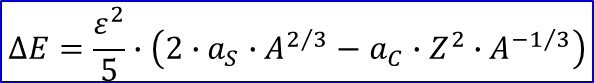 ΔE = ε²/5 · (2 · a_S · A^{2/3} − a_C · Z² · A^{−1/3})